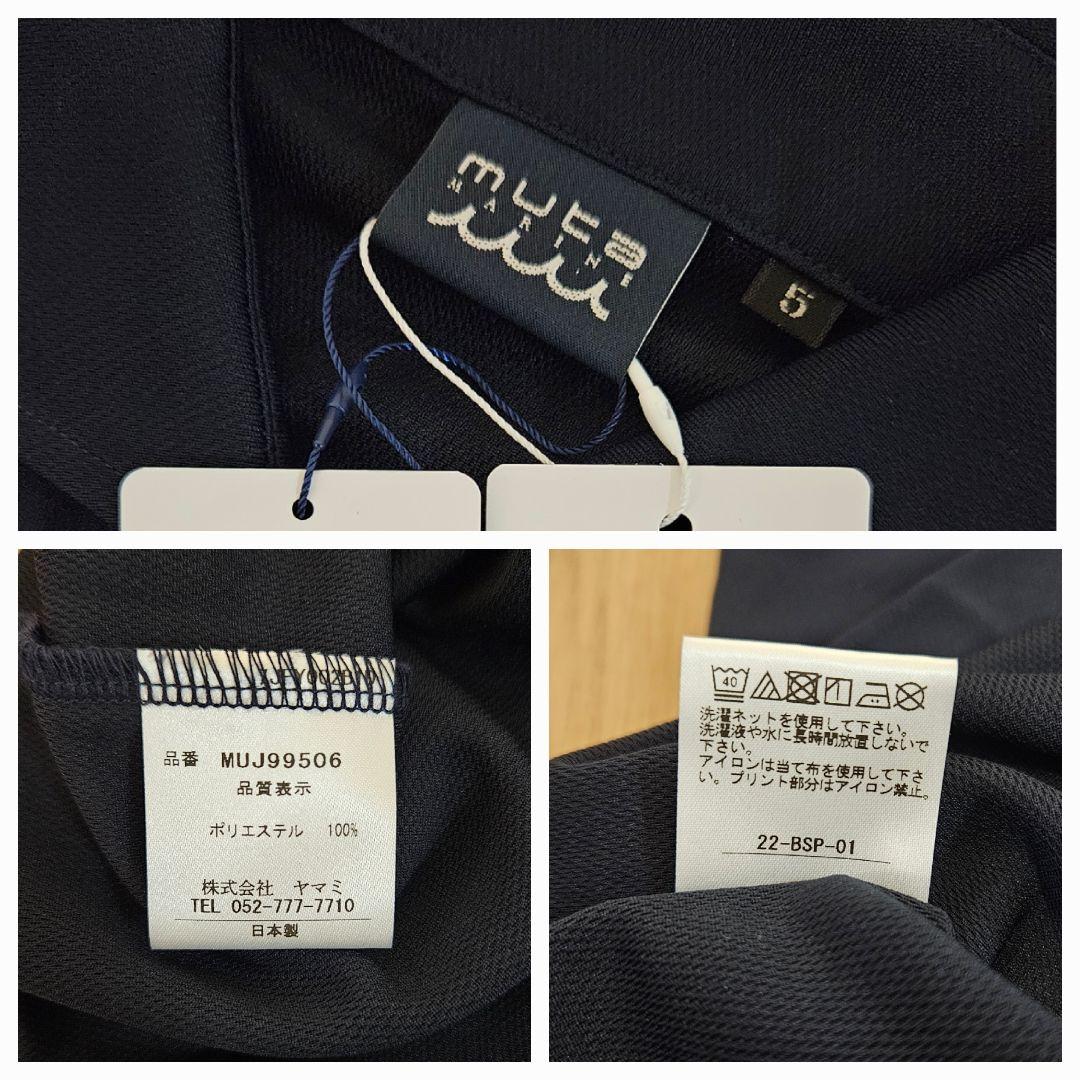 muta
MARINE
5
品番 MUJ99506
品質表示
ポリエステル 100%
株式会社 ヤマミ
TEL 052-777-7710
日本製
40
洗濯ネットを使用して下さい。
洗濯液や水に長時間放置しないで
下さい。
アイロンは当て布を使用して下さ
い。プリント部分はアイロン禁止。
22-BSP-01